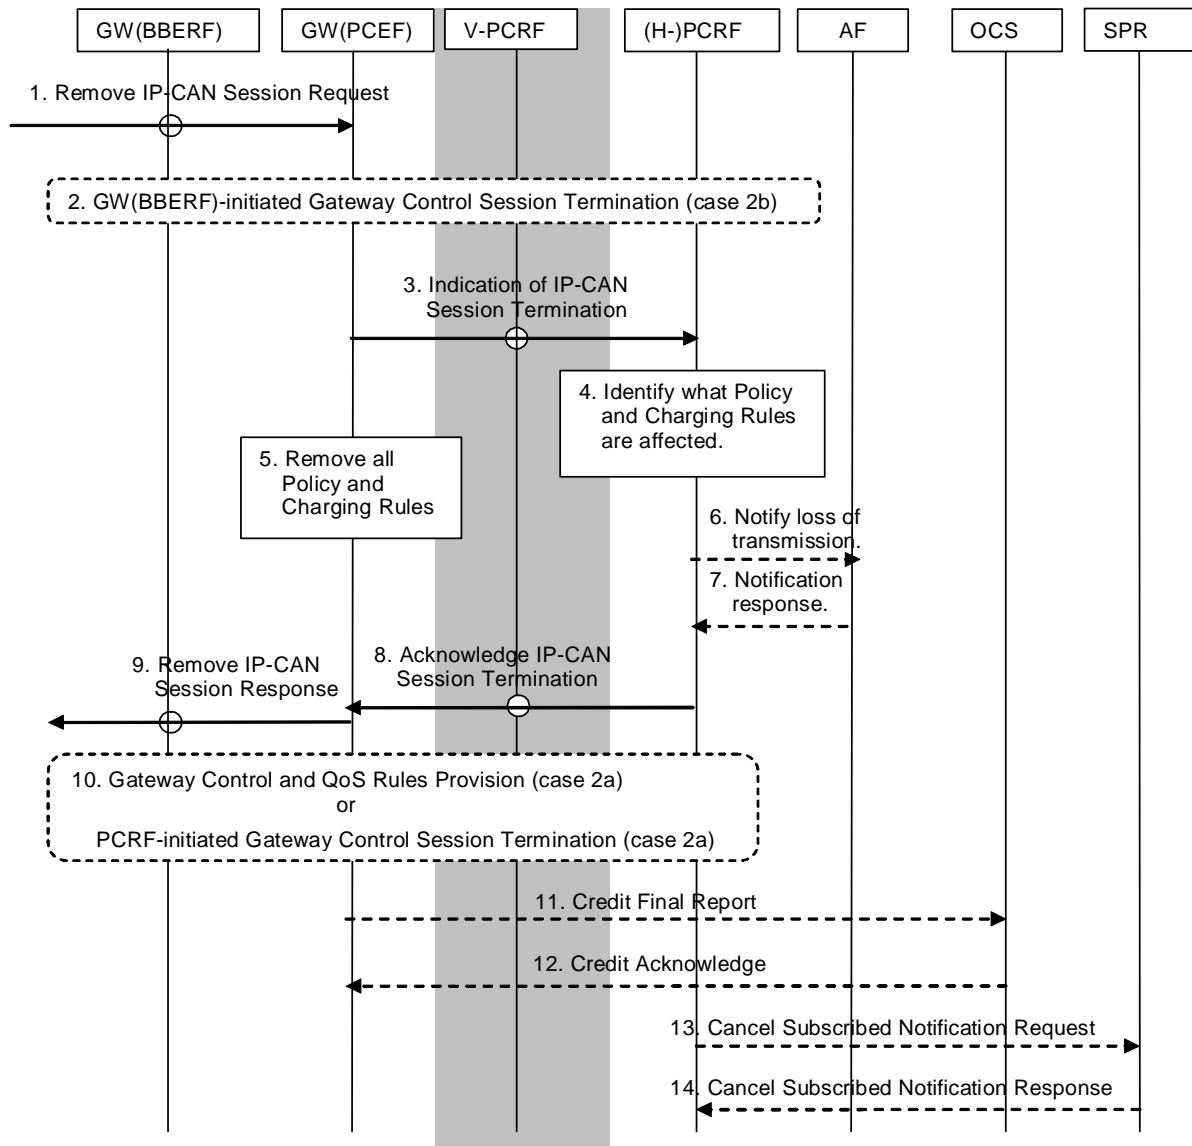 GW(BBERF)
GW(PCEF)
V-PCRF
(H-)PCRF
AF
OCS
SPR
1. Remove IP-CAN Session Request
2. GW(BBERF)-initiated Gateway Control Session Termination (case 2b)
3. Indication of IP-CAN
Session Termination
4. Identify what Policy
and Charging Rules
are affected.
5. Remove all
Policy and
Charging Rules
6. Notify loss of
transmission.
7. Notification
response.
8. Acknowledge IP-CAN
Session Termination
9. Remove IP-CAN
Session Response
10. Gateway Control and QoS Rules Provision (case 2a)
or
PCRF-initiated Gateway Control Session Termination (case 2a)
11. Credit Final Report
12. Credit Acknowledge
13. Cancel Subscribed Notification Request
14. Cancel Subscribed Notification Response